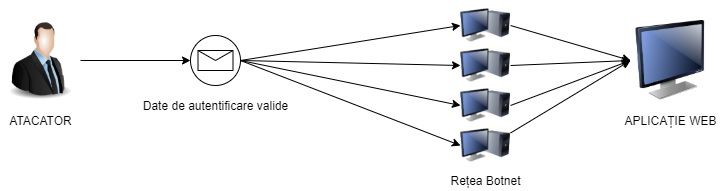 ATACATOR
Date de autentificare valide
Rețea Botnet
APLICAȚIE WEB